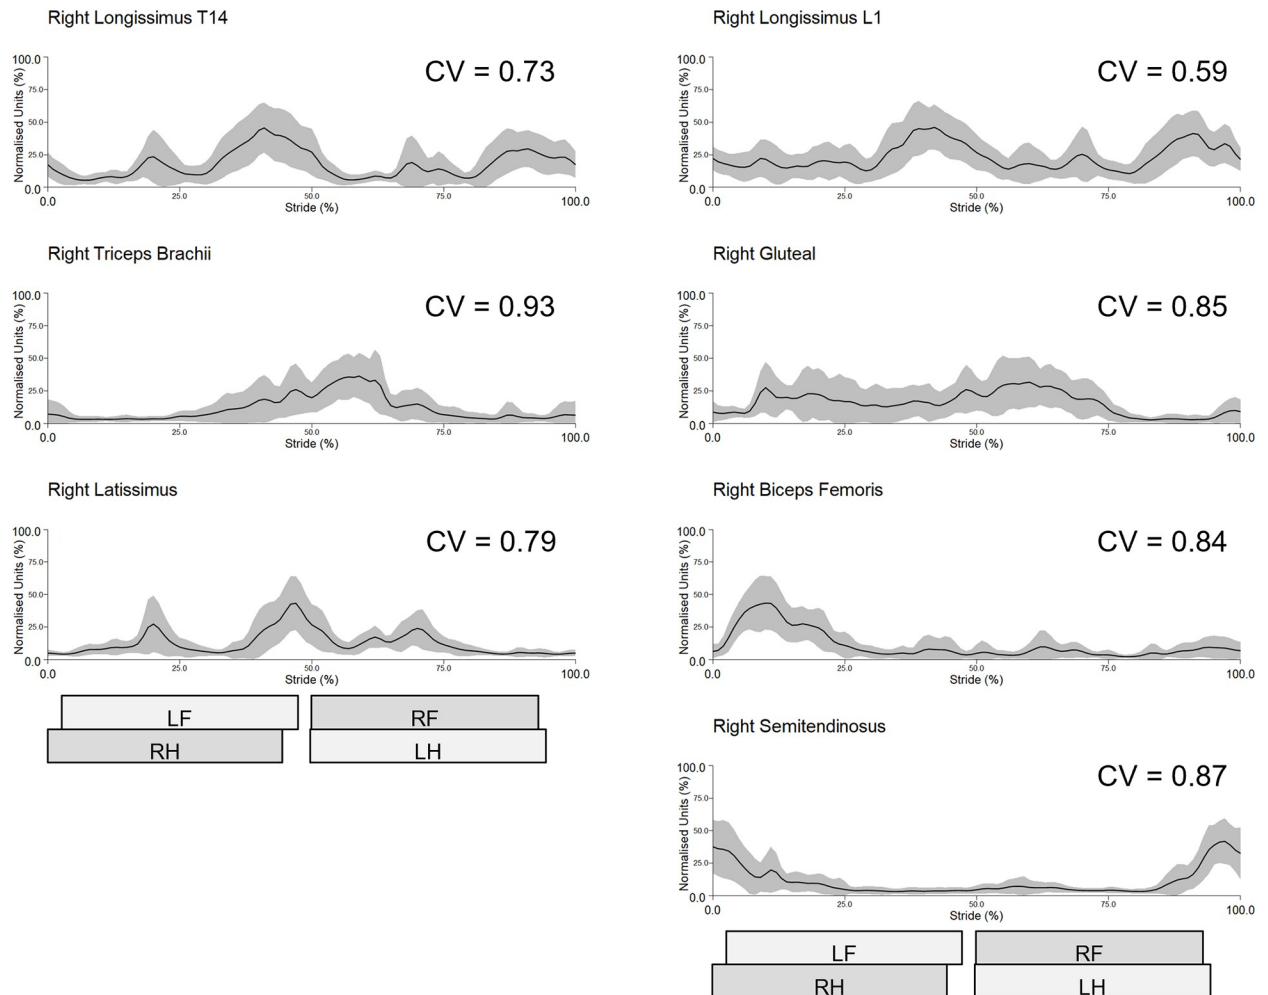 Right Longissimus T14
Normalised Units (%)
100.0
75.0
50.0
25.0
0.0
CV = 0.73
0.0 25.0 50.0 75.0 100.0
Stride (%)
Right Longissimus L1
Normalised Units (%)
100.0
75.0
50.0
25.0
0.0
CV = 0.59
0.0 25.0 50.0 75.0 100.0
Stride (%)
Right Triceps Brachii
Normalised Units (%)
100.0
75.0
50.0
25.0
0.0
CV = 0.93
0.0 25.0 50.0 75.0 100.0
Stride (%)
Right Gluteal
Normalised Units (%)
100.0
75.0
50.0
25.0
0.0
CV = 0.85
0.0 25.0 50.0 75.0 100.0
Stride (%)
Right Latissimus
Normalised Units (%)
100.0
75.0
50.0
25.0
0.0
CV = 0.79
0.0 25.0 50.0 75.0 100.0
Stride (%)
LF RF
RH LH
Right Biceps Femoris
Normalised Units (%)
100.0
75.0
50.0
25.0
0.0
CV = 0.84
0.0 25.0 50.0 75.0 100.0
Stride (%)
Right Semitendinosus
Normalised Units (%)
100.0
75.0
50.0
25.0
0.0
CV = 0.87
0.0 25.0 50.0 75.0 100.0
Stride (%)
LF RF
RH LH